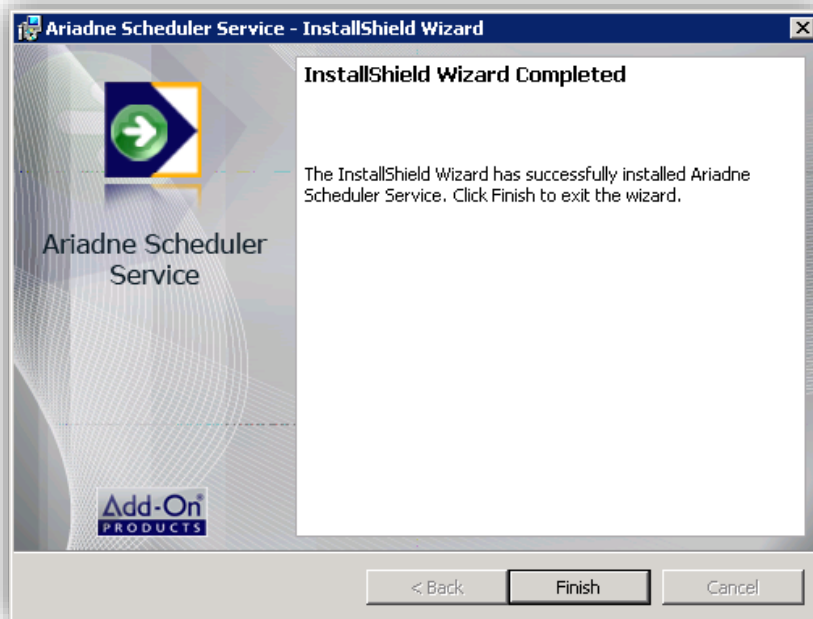 Ariadne Scheduler Service - InstallShield Wizard
InstallShield Wizard Completed
The InstallShield Wizard has successfully installed Ariadne
Scheduler Service. Click Finish to exit the wizard.
Ariadne Scheduler
Service
Add-On®
PRODUCTS
< Back
Finish
Cancel